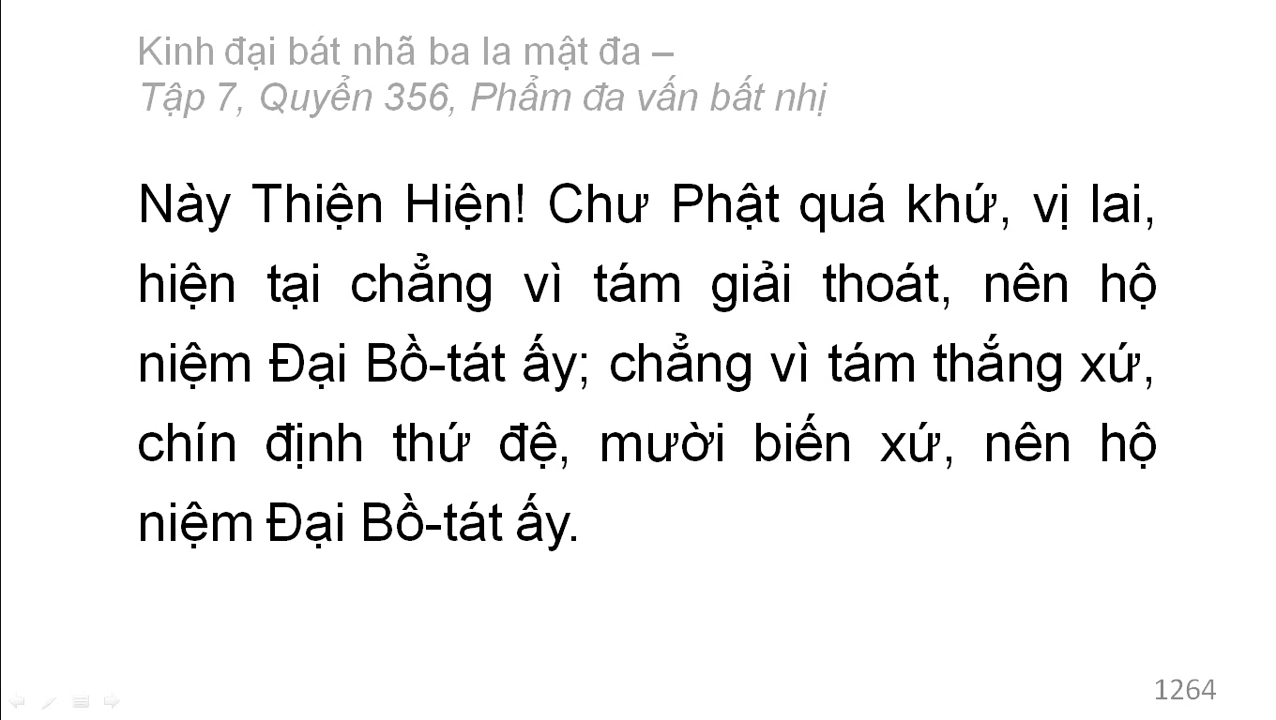 Kinh đại bát nhã ba la mật đa –
Tập 7, Quyển 356, Phẩm đa vấn bất nhị
Này Thiện Hiện! Chư Phật quá khứ, vị lai,
hiện tại chẳng vì tám giải thoát, nên hộ
niệm Đại Bồ-tát ấy; chẳng vì tám thắng xứ,
chín định thứ đệ, mười biến xứ, nên hộ
niệm Đại Bồ-tát ấy.
1264